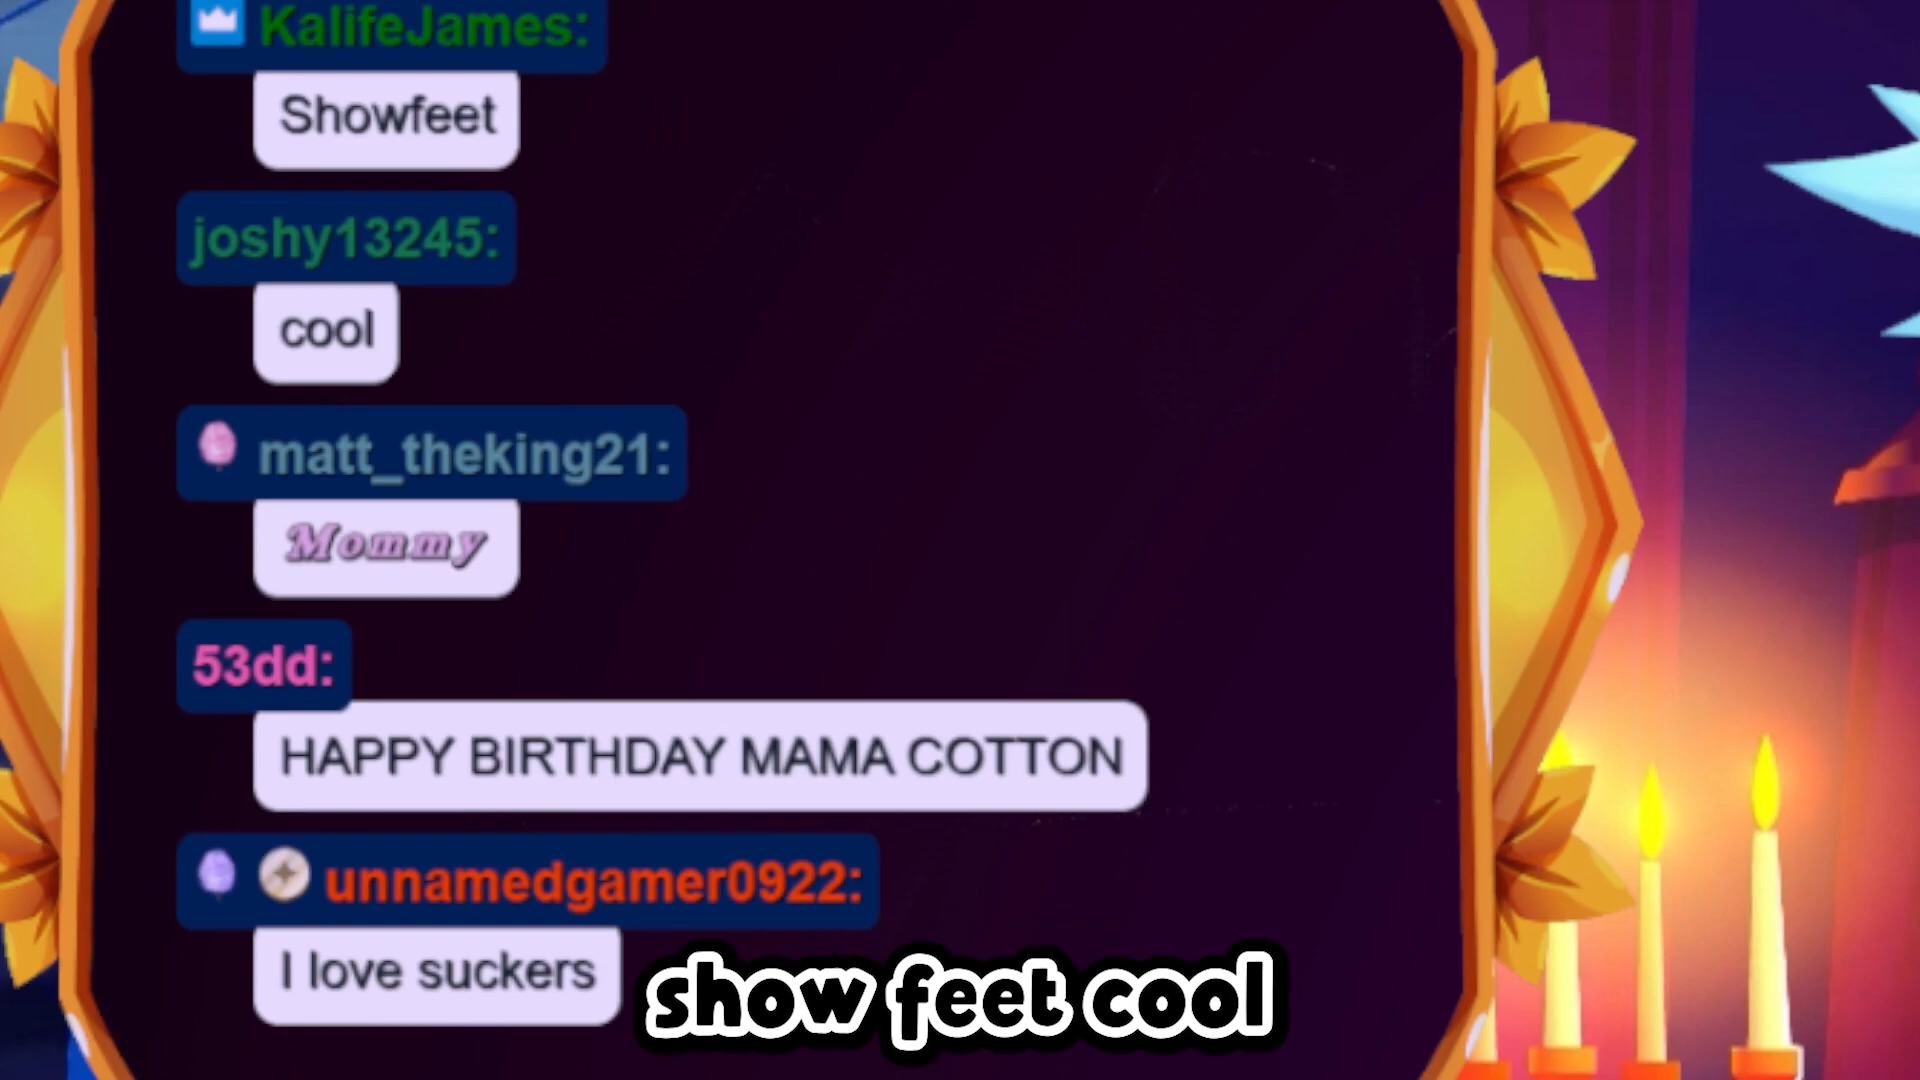 KalifeJames:
Showfeet
joshy13245:
cool
matt_theking21:
Mommy
53dd:
HAPPY BIRTHDAY MAMA COTTON
unnamedgamer0922:
I love suckers
show feet cool